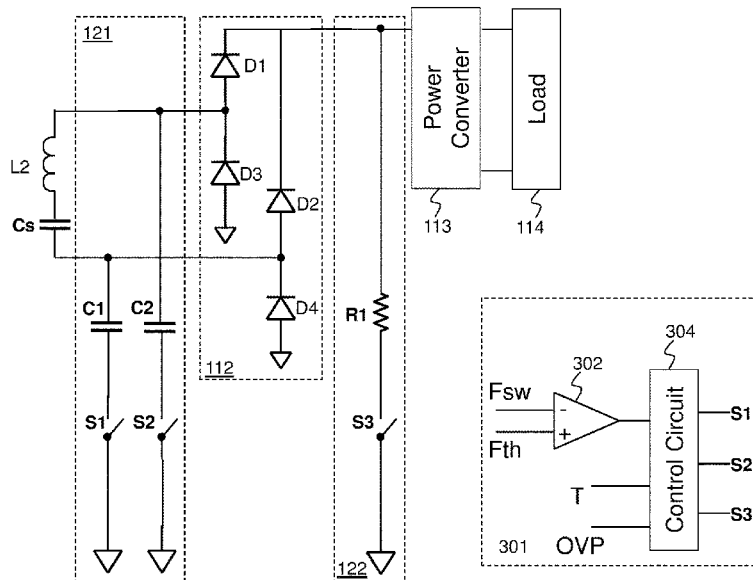 121
D1
Power
Converter
Load
D3
L2
D2
113
114
Cs
C1
C2
D4
R1
112
302
304
Fsw
-
S1
S2
S3
+
Fth
Control Circuit
S1
S2
S3
T
OVP
301
122